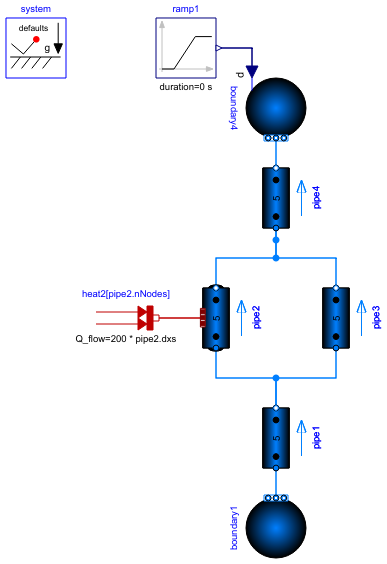 system
defaults
g
ramp1
duration=0 s
d
boundary4
5
pipe4
heat2[pipe2.nNodes]
Q_flow=200 * pipe2.dxs
5
pipe2
5
pipe3
5
pipe1
boundary1